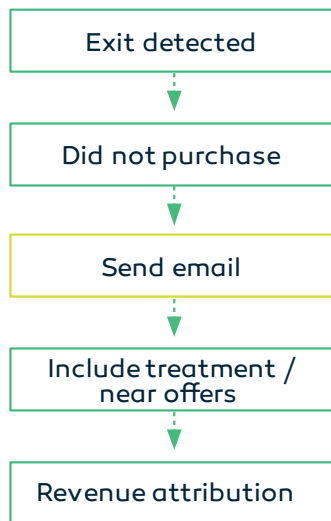 Exit detected
Did not purchase
Send email
Include treatment /
near offers
Revenue attribution